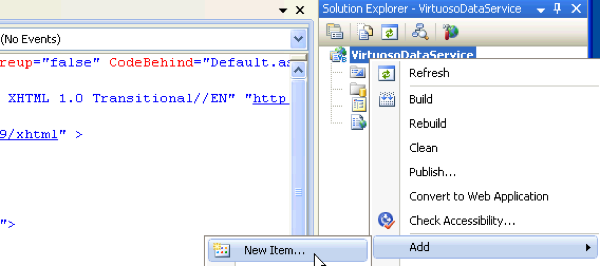 Solution Explorer - VirtuosoDataService
(No Events)
VirtuosoDataService
reup="false" CodeBehind="Default.as
Refresh
XHTML 1.0 Transitional//EN" "http
Build
Rebuild
9/xhtml" >
Clean
Publish...
Convert to Web Application
">
Check Accessibility...
New Item...
Add